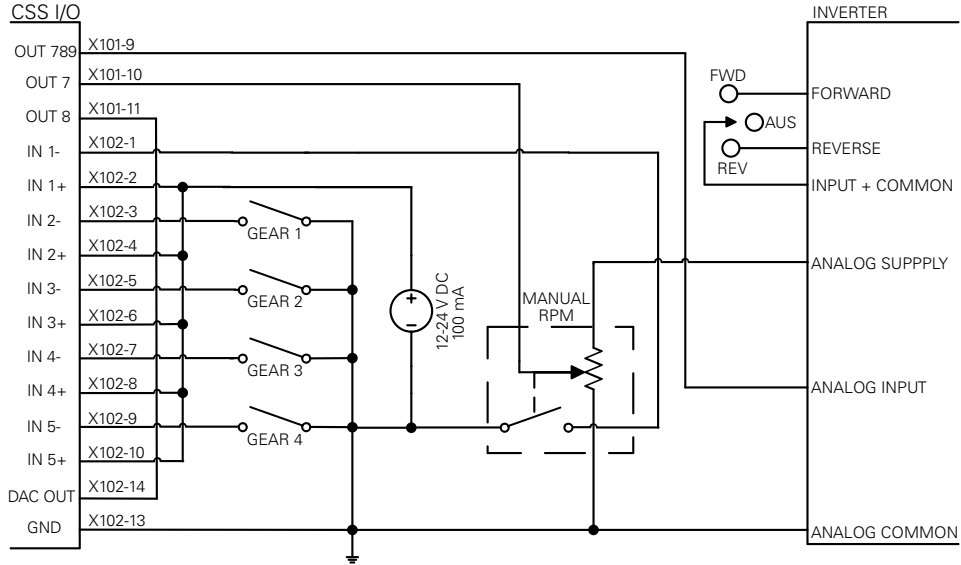 CSS I/O
OUT 789 X101-9
OUT 7 X101-10
OUT 8 X101-11
IN 1- X102-1
IN 1+ X102-2
IN 2- X102-3
IN 2+ X102-4
IN 3- X102-5
IN 3+ X102-6
IN 4- X102-7
IN 4+ X102-8
IN 5- X102-9
IN 5+ X102-10
DAC OUT X102-14
GND X102-13
GEAR 1
GEAR 2
GEAR 3
GEAR 4
12-24 V DC
100 mA
MANUAL
RPM
FWD
AUS
REV
INVERTER
FORWARD
REVERSE
INPUT + COMMON
ANALOG SUPPPLY
ANALOG INPUT
ANALOG COMMON